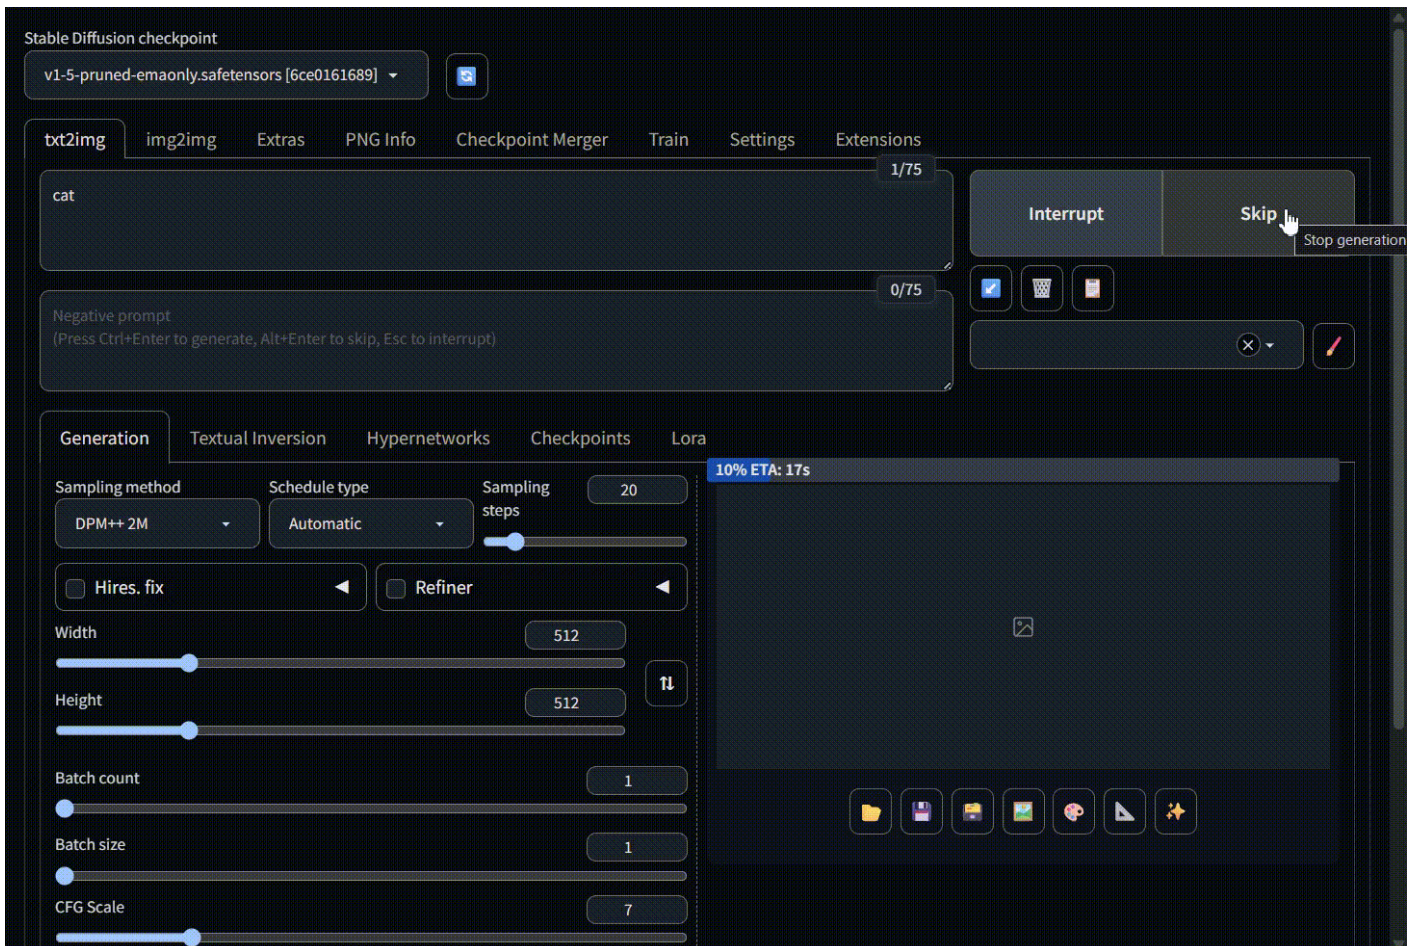 Stable Diffusion checkpoint
v1-5-pruned-emaonly.safetensors [6ce0161689]
txt2img img2img Extras PNG Info Checkpoint Merger Train Settings Extensions
1/75
cat
Interrupt Skip
Stop generation
0/75
Negative prompt
(Press Ctrl+Enter to generate, Alt+Enter to skip, Esc to interrupt)
Generation Textual Inversion Hypernetworks Checkpoints Lora
10% ETA: 17s
Sampling method Schedule type Sampling steps 20
DPM++ 2M Automatic
Hires. fix Refiner
Width 512
Height 512
Batch count 1
Batch size 1
CFG Scale 7